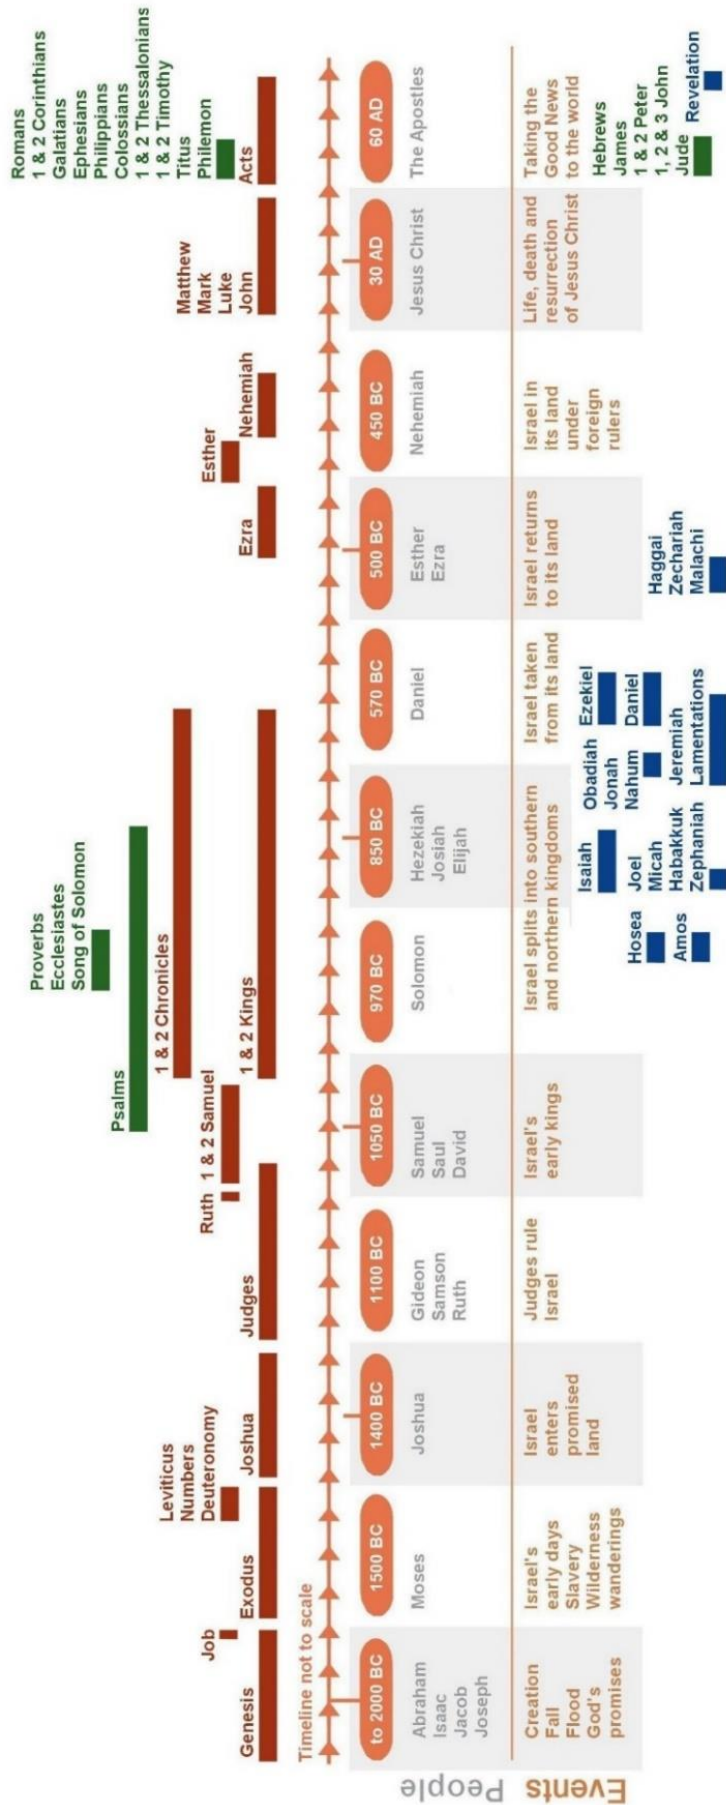 Proverbs
Ecclesiastes
Song of Solomon
Psalms
1 & 2 Chronicles
Leviticus
Numbers
Deuteronomy
Job
Ruth
1 & 2 Samuel
Genesis
Exodus
Joshua
Judges
1 & 2 Kings
Ezra
Esther
Nehemiah
Matthew
Mark
Luke
John
Romans
1 & 2 Corinthians
Galatians
Ephesians
Philippians
Colossians
1 & 2 Thessalonians
1 & 2 Timothy
Titus
Philemon
Acts
Timeline not to scale
to 2000 BC
1500 BC
1400 BC
1100 BC
1050 BC
970 BC
850 BC
570 BC
500 BC
450 BC
30 AD
60 AD
People
Abraham
Isaac
Jacob
Joseph
Moses
Joshua
Gideon
Samson
Ruth
Samuel
Saul
David
Solomon
Hezekiah
Josiah
Elijah
Daniel
Esther
Ezra
Nehemiah
Jesus Christ
The Apostles
Events
Creation
Fall
Flood
God's
promises
Israel's
early days
Slavery
Wilderness
wanderings
Israel
enters
promised
land
Judges rule
Israel
Israel's
early kings
Israel splits into southern
and northern kingdoms
Israel taken
from its land
Israel returns
to its land
Israel in
its land
under
foreign
rulers
Life, death and
resurrection
of Jesus Christ
Taking the
Good News
to the world
Hosea
Amos
Isaiah
Joel
Micah
Habakkuk
Zephaniah
Obadiah
Jonah
Nahum
Jeremiah
Lamentations
Ezekiel
Daniel
Haggai
Zechariah
Malachi
Hebrews
James
1 & 2 Peter
1, 2 & 3 John
Jude
Revelation